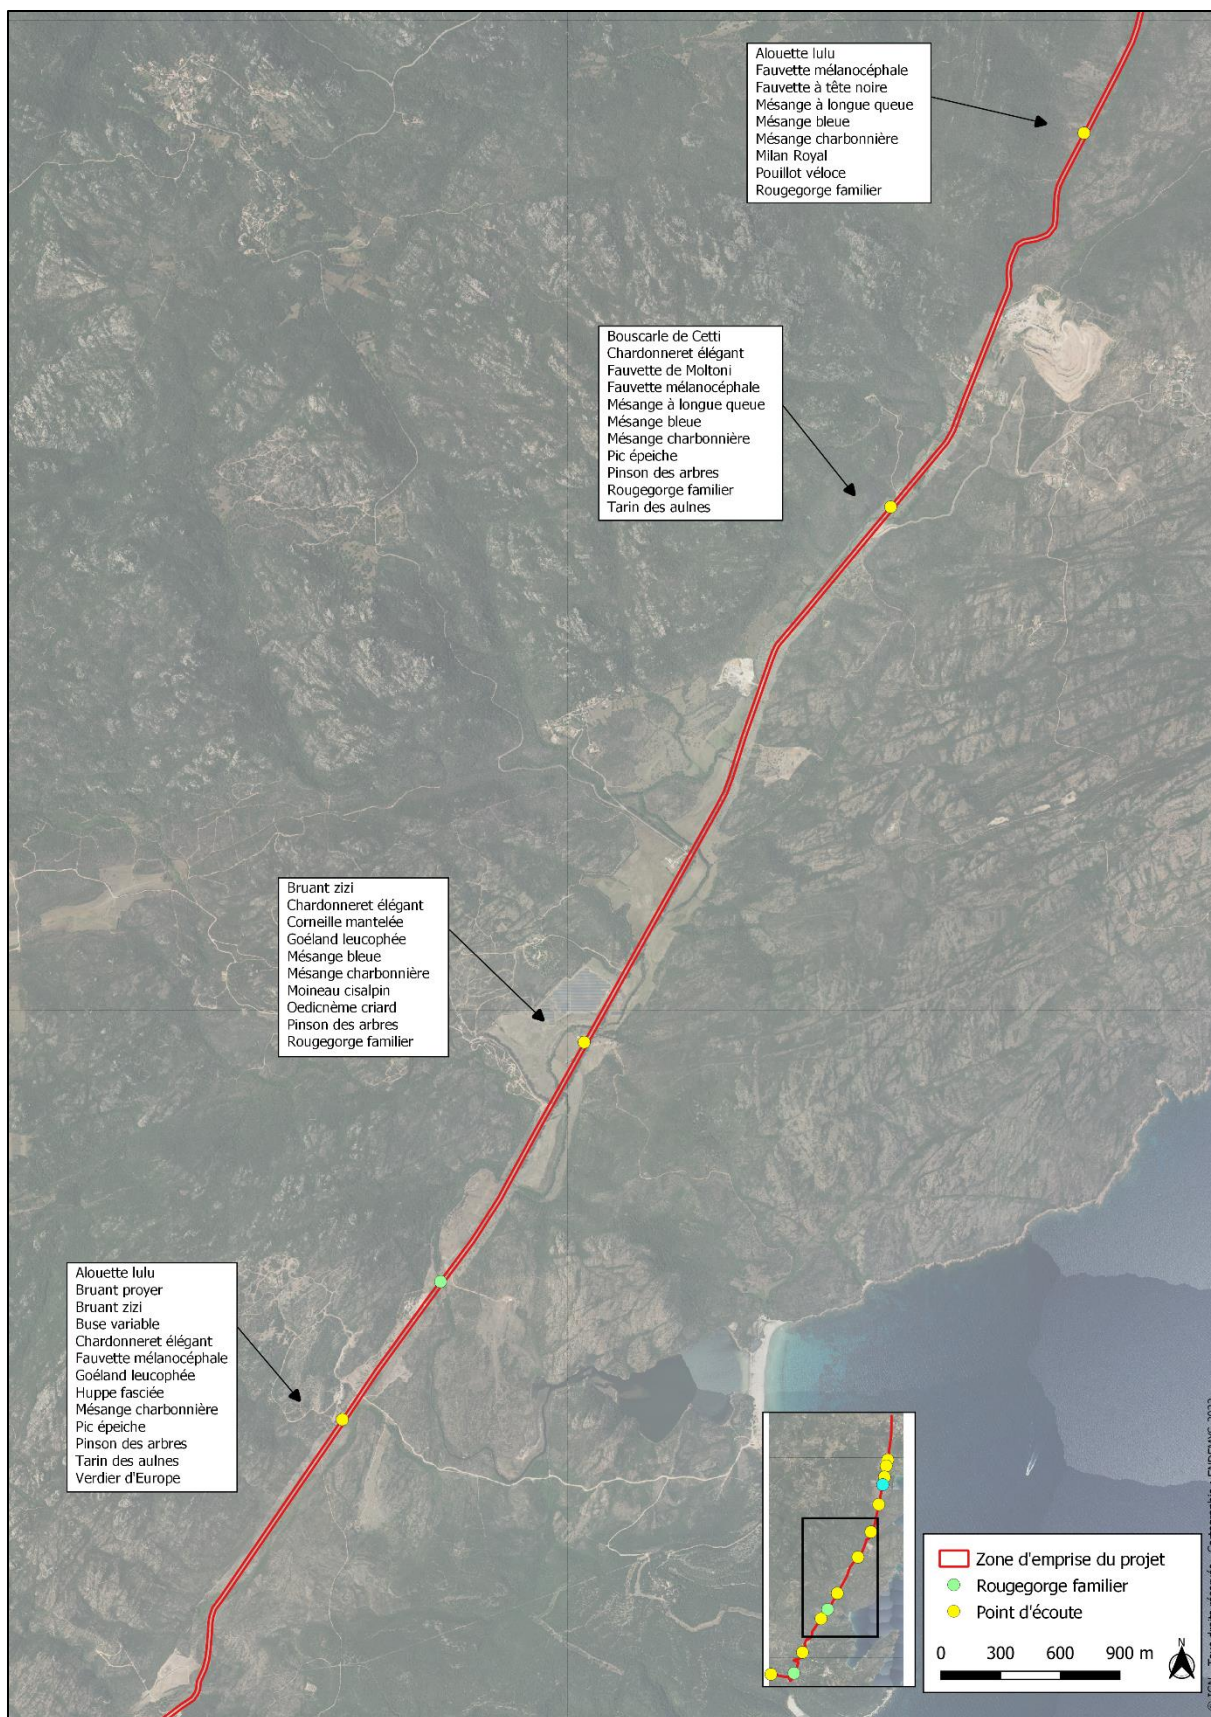 Alouette lulu
Fauvette mélanocéphale
Fauvette à tête noire
Mésange à longue queue
Mésange bleue
Mésange charbonnière
Milan Royal
Pouillot véloce
Rougegorge familier
Bouscarle de Cetti
Chardonneret élégant
Fauvette de Moltoni
Fauvette mélanocéphale
Mésange à longue queue
Mésange bleue
Mésange charbonnière
Pic épeiche
Pinson des arbres
Rougegorge familier
Tarin des aulnes
Bruant zizi
Chardonneret élégant
Corneille mantelée
Goéland leucophée
Mésange bleue
Mésange charbonnière
Moineau cisalpin
Oedicnème criard
Pinson des arbres
Rougegorge familier
Alouette lulu
Bruant proyer
Bruant zizi
Buse variable
Chardonneret élégant
Fauvette mélanocéphale
Goéland leucophée
Huppe fasciée
Mésange charbonnière
Pic épeiche
Pinson des arbres
Tarin des aulnes
Verdier d'Europe
Zone d'emprise du projet
Rougegorge familier
Point d'écoute
0 300 600 900 m
N